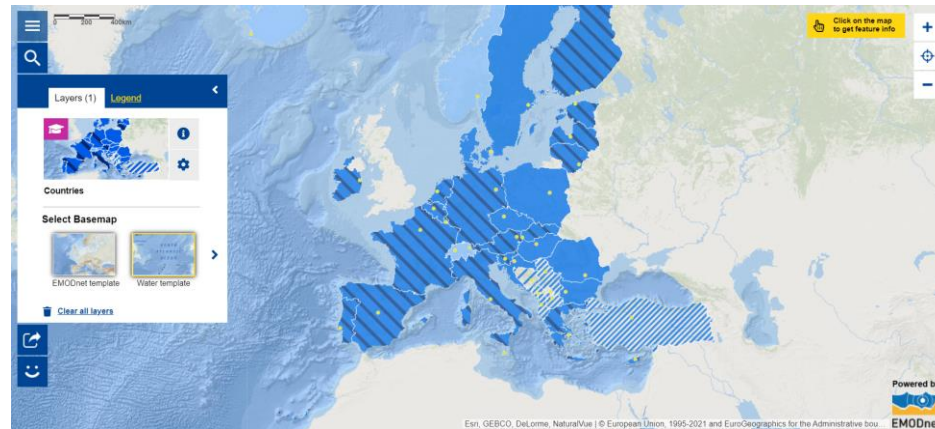 0 200 400km
Click on the map
to get feature info
Layers (1) Legend
Countries
Select Basemap
EMODnet template Water template
Clear all layers
Powered b
Esri, GEBCO, DeLorme, NaturalVue | © European Union, 1995-2021 and EuroGeographics for the Administrative bou...
EMODne